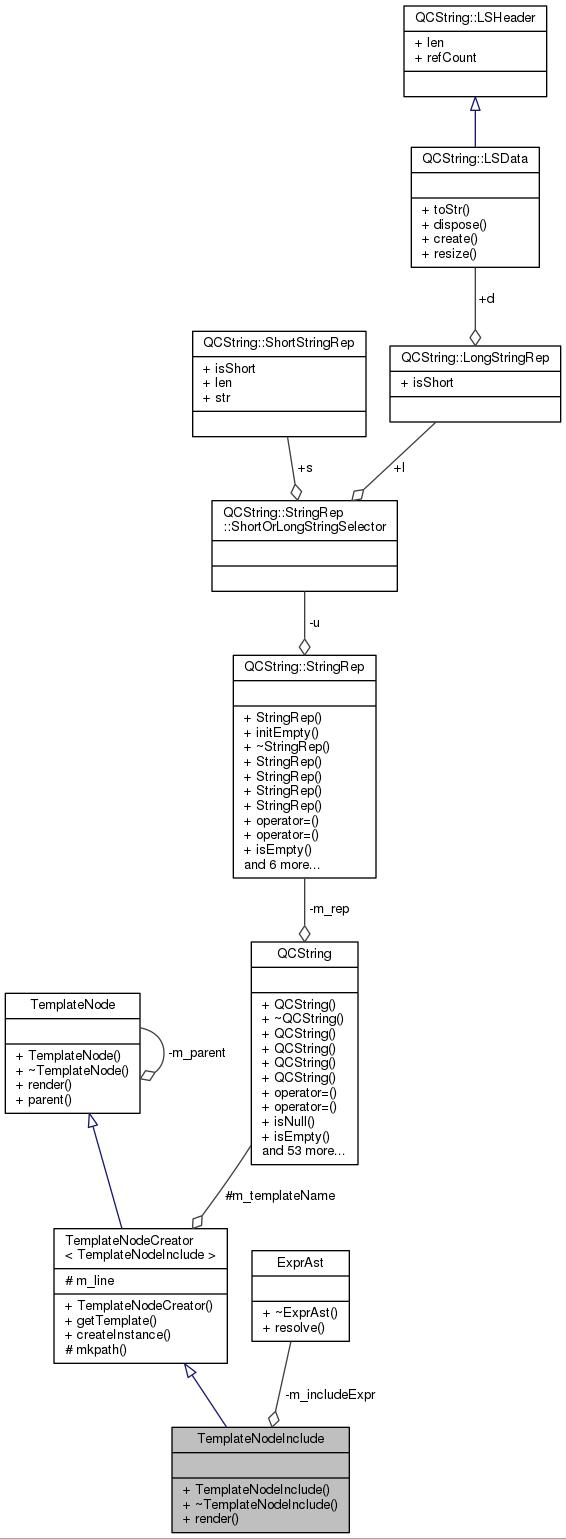 QCString::LSHeader
+ len
+ refCount
QCString::LSData
+ toStr()
+ dispose()
+ create()
+ resize()
+d
QCString::ShortStringRep
+ isShort
+ len
+ str
QCString::LongStringRep
+ isShort
+s
+l
QCString::StringRep
::ShortOrLongStringSelector
-u
QCString::StringRep
+ StringRep()
+ initEmpty()
+ ~StringRep()
+ StringRep()
+ StringRep()
+ StringRep()
+ StringRep()
+ operator=()
+ operator=()
+ isEmpty()
and 6 more...
-m_rep
QCString
+ QCString()
+ ~QCString()
+ QCString()
+ QCString()
+ QCString()
+ QCString()
+ operator=()
+ operator=()
+ isNull()
+ isEmpty()
and 53 more...
TemplateNode
+ TemplateNode()
+ ~TemplateNode()
+ render()
+ parent()
-m_parent
#m_templateName
TemplateNodeCreator
< TemplateNodeInclude >
# m_line
+ TemplateNodeCreator()
+ getTemplate()
+ createInstance()
# mkpath()
ExprAst
+ ~ExprAst()
+ resolve()
-m_includeExpr
TemplateNodeInclude
+ TemplateNodeInclude()
+ ~TemplateNodeInclude()
+ render()